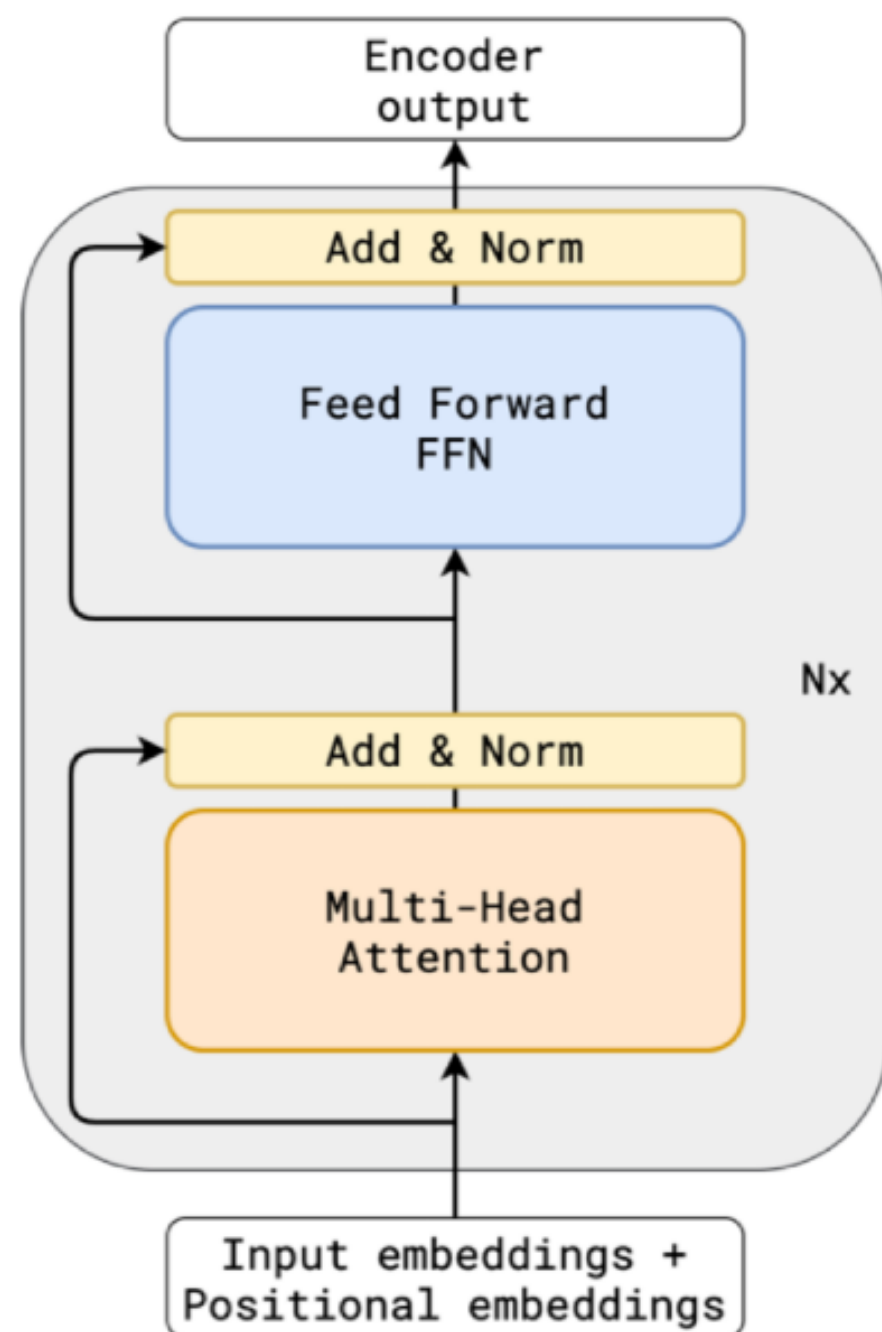 Encoder
output
Add & Norm
Feed Forward
FFN
Nx
Add & Norm
Multi-Head
Attention
Input embeddings +
Positional embeddings